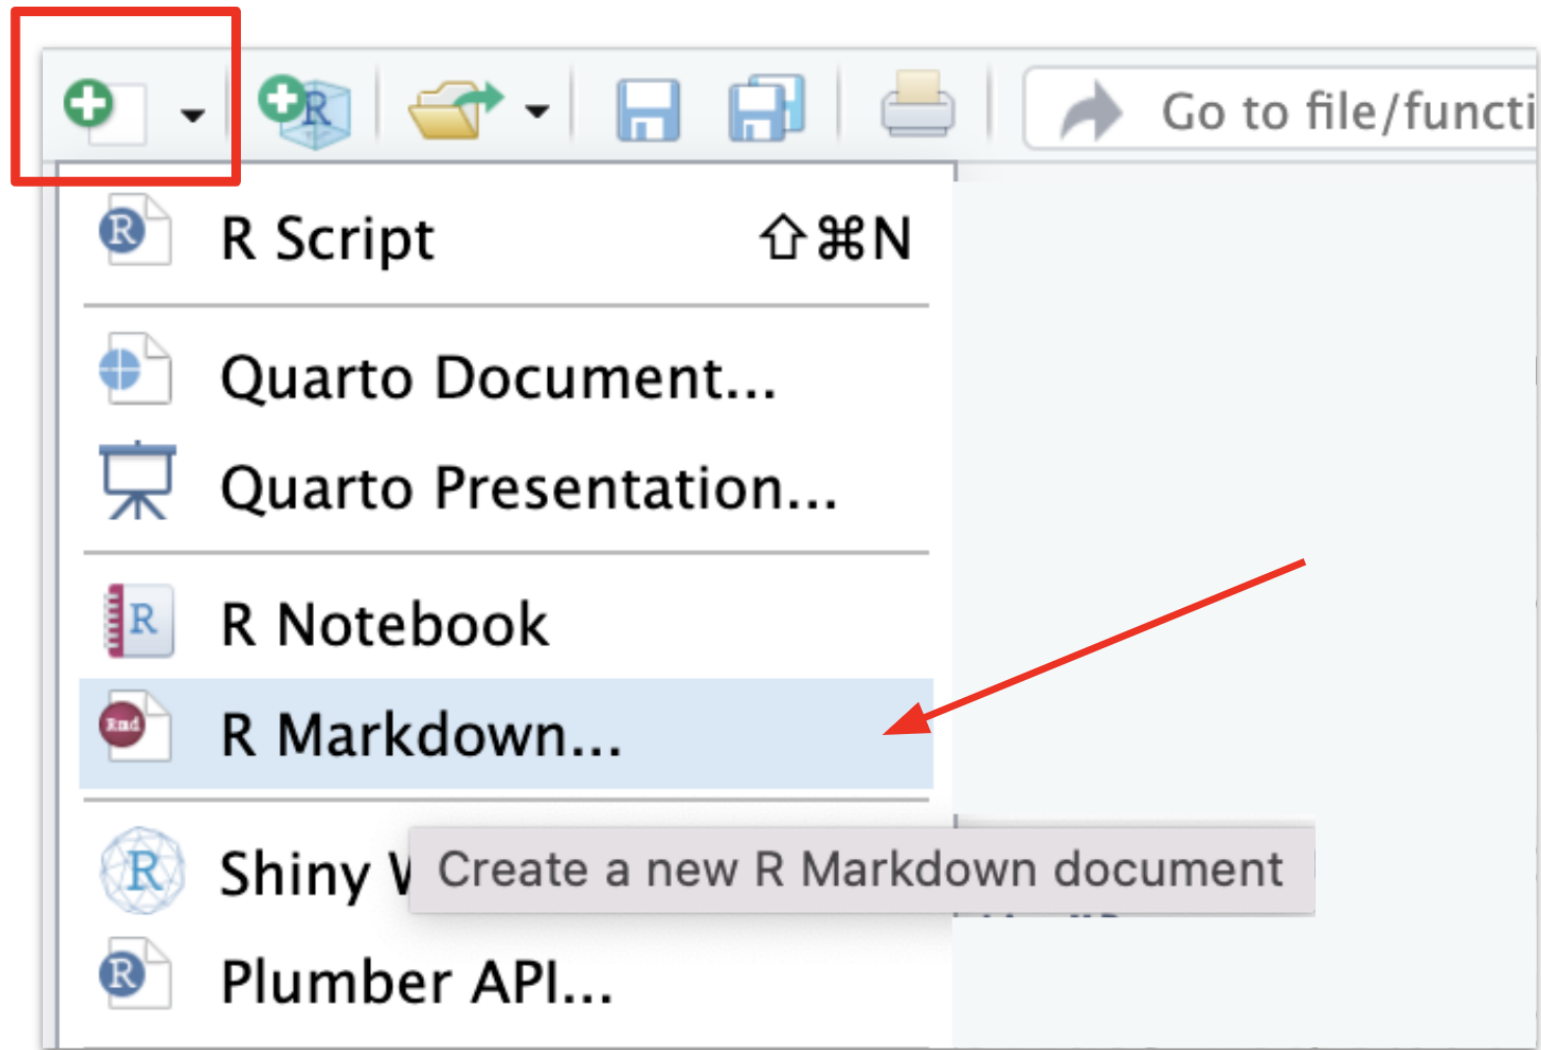 Go to file/functi
R Script ⇧⌘N
Quarto Document...
Quarto Presentation...
R Notebook
R Markdown...
Shiny
Create a new R Markdown document
Plumber API...